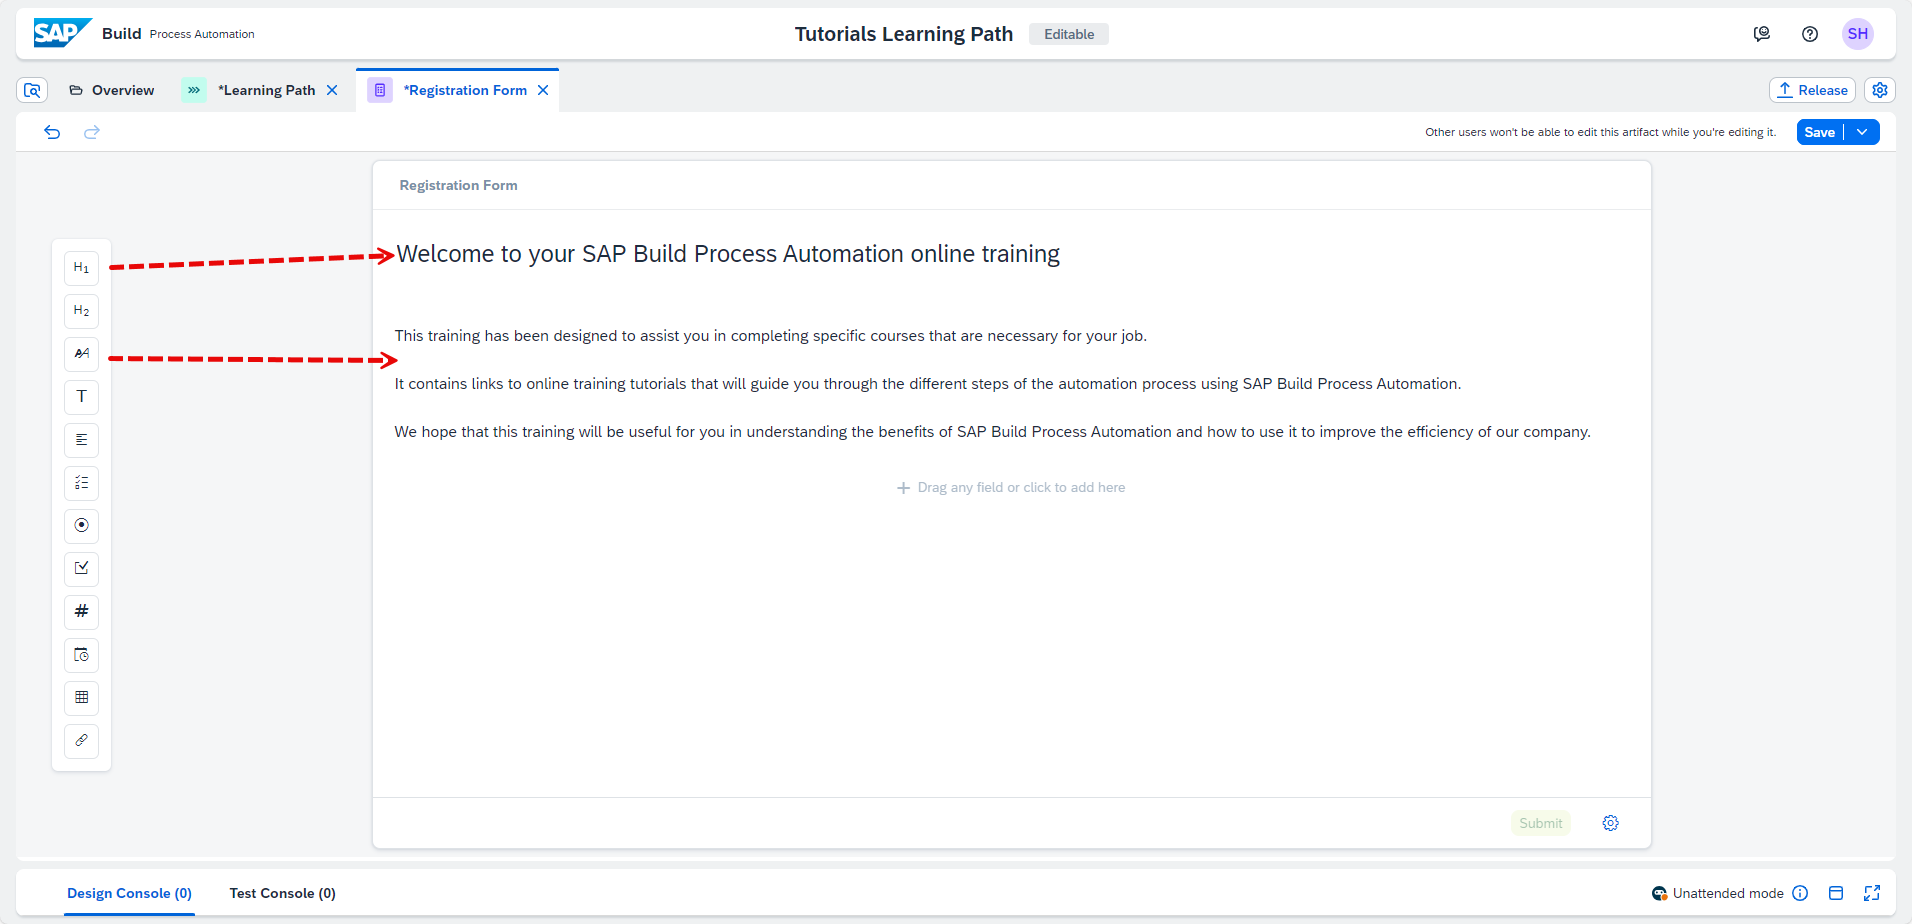 SAP Build Process Automation
Tutorials Learning Path Editable
SH
Overview
*Learning Path
*Registration Form
Release
Other users won't be able to edit this artifact while you're editing it.
Save
Registration Form
H1
Welcome to your SAP Build Process Automation online training
H2
This training has been designed to assist you in completing specific courses that are necessary for your job.
AA
It contains links to online training tutorials that will guide you through the different steps of the automation process using SAP Build Process Automation.
T
We hope that this training will be useful for you in understanding the benefits of SAP Build Process Automation and how to use it to improve the efficiency of our company.
Drag any field or click to add here
#
Submit
Design Console (0)
Test Console (0)
Unattended mode